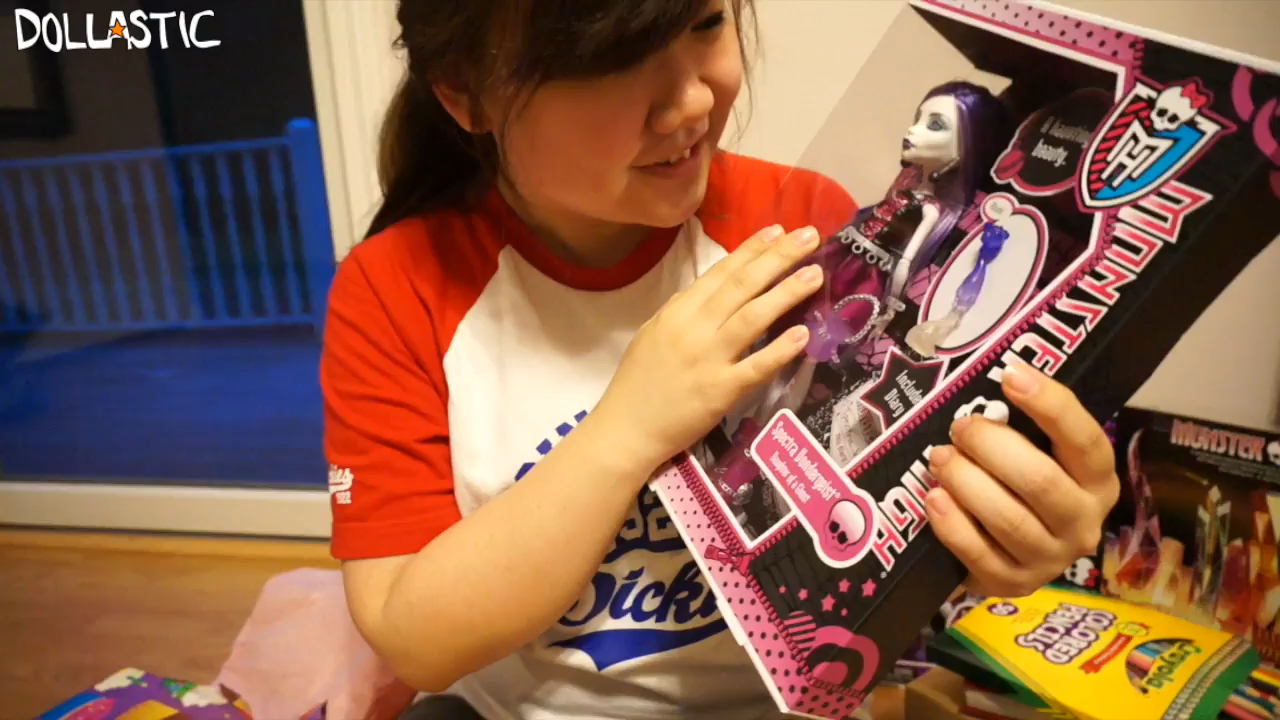 DOLLASTIC
A haunting
beauty.
MONSTER HIGH
Includes
Diary
Spectra Vondergeist
Daughter of a Ghost
Dickies
MONSTER
Crayola
COLORED
PENCILS